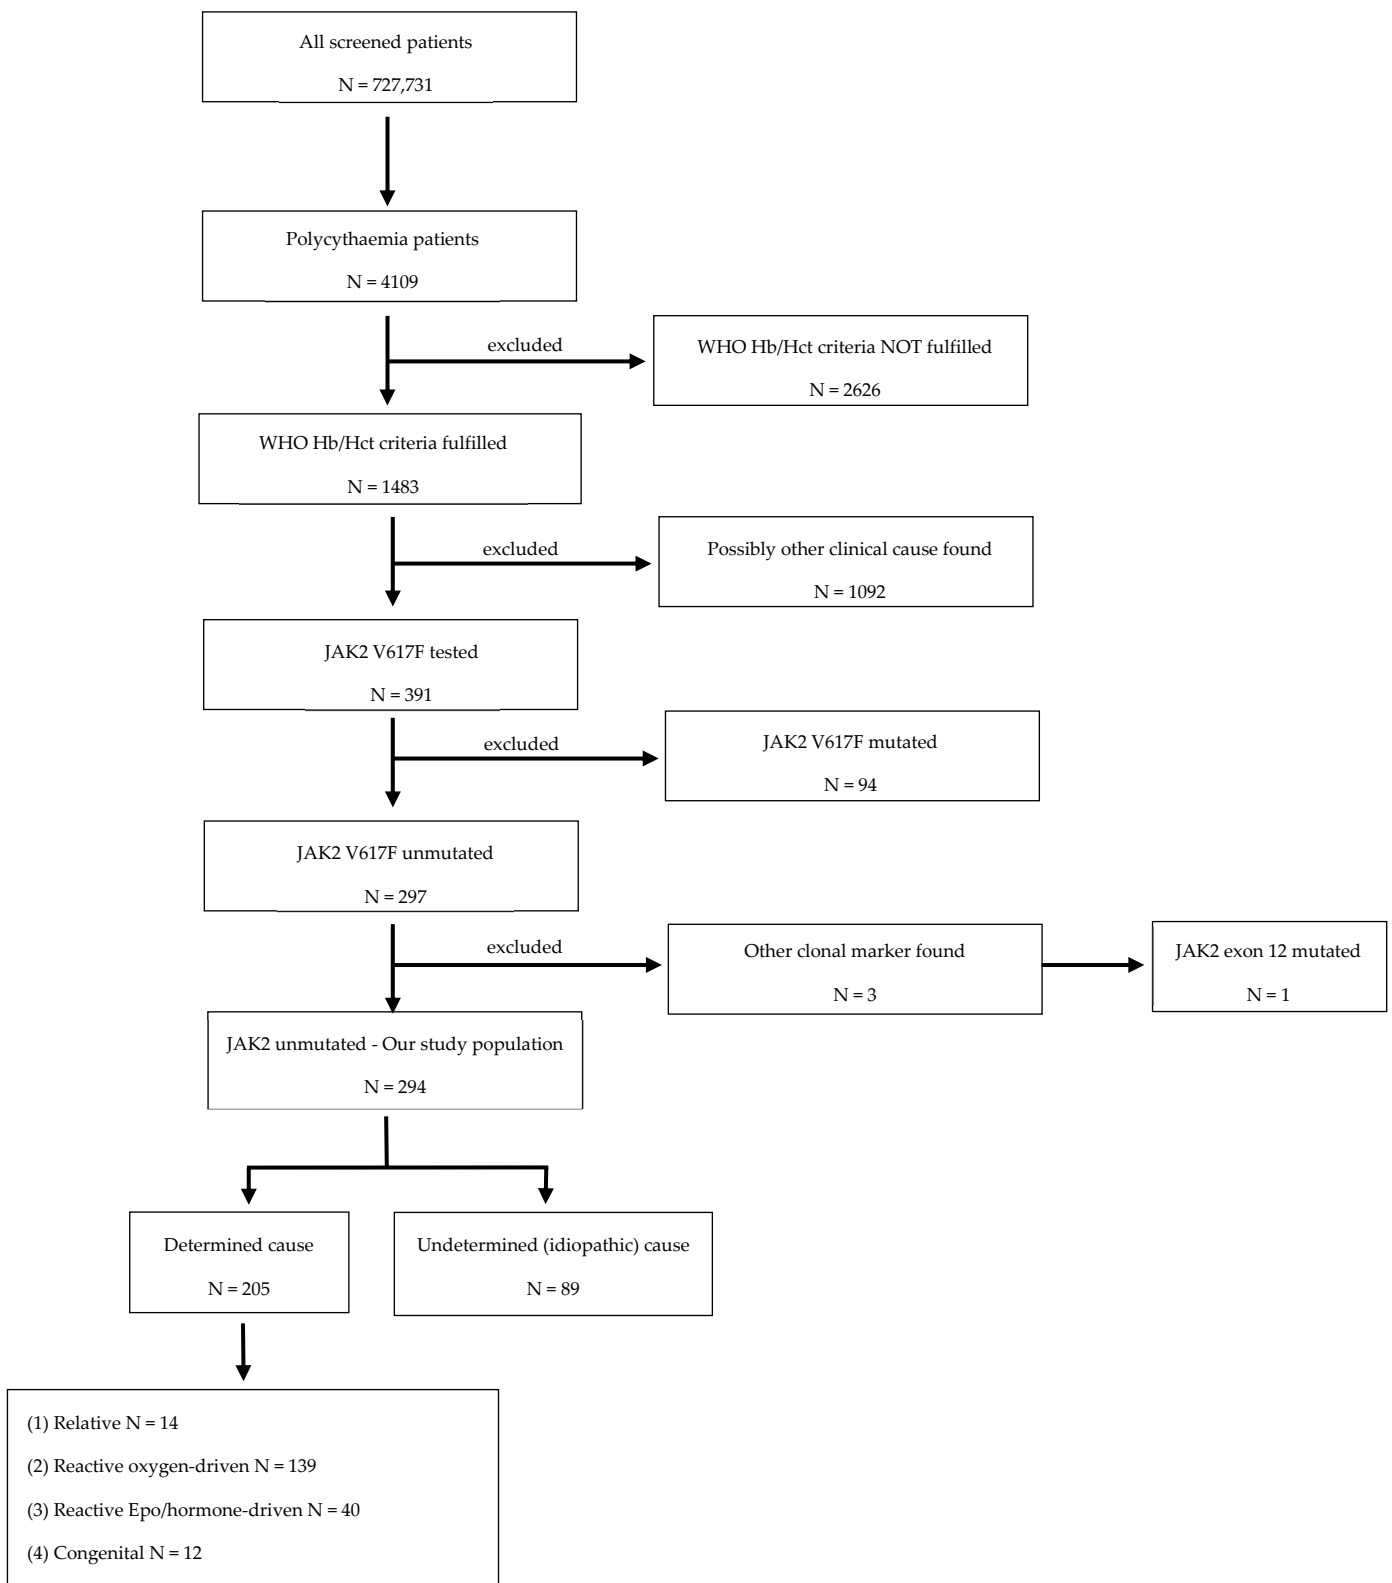 All screened patients
N = 727,731
Polycythaemia patients
N = 4109
excluded
WHO Hb/Hct criteria NOT fulfilled
N = 2626
WHO Hb/Hct criteria fulfilled
N = 1483
excluded
Possibly other clinical cause found
N = 1092
JAK2 V617F tested
N = 391
excluded
JAK2 V617F mutated
N = 94
JAK2 V617F unmutated
N = 297
excluded
Other clonal marker found
N = 3
JAK2 exon 12 mutated
N = 1
JAK2 unmutated - Our study population
N = 294
Determined cause
N = 205
Undetermined (idiopathic) cause
N = 89
(1) Relative N = 14
(2) Reactive oxygen-driven N = 139
(3) Reactive Epo/hormone-driven N = 40
(4) Congenital N = 12